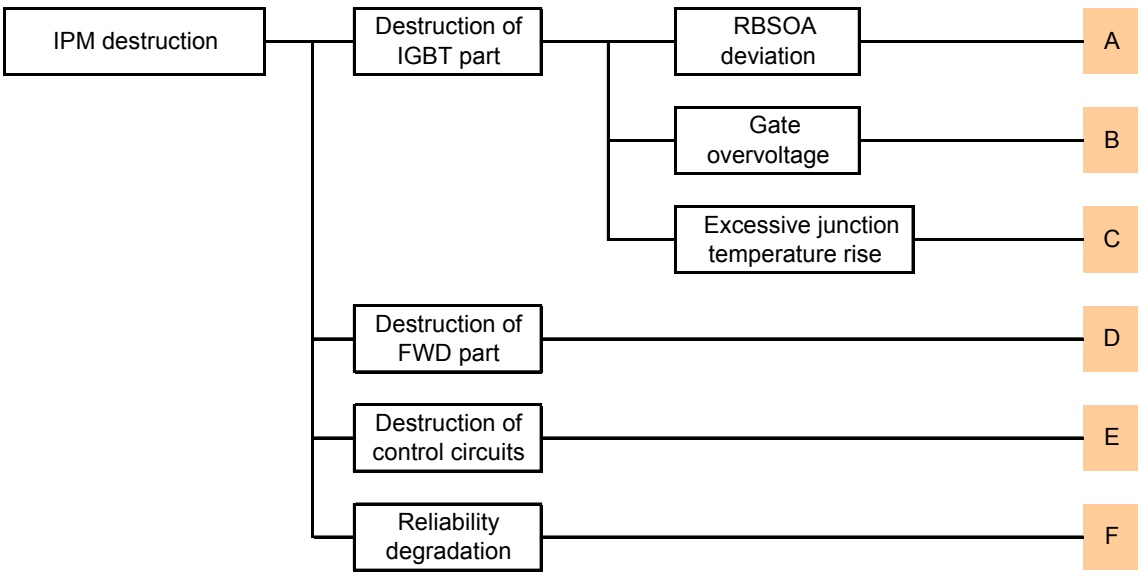 IPM destruction
Destruction of
IGBT part
RBSOA
deviation
A
Gate
overvoltage
B
Excessive junction
temperature rise
C
Destruction of
FWD part
D
Destruction of
control circuits
E
Reliability
degradation
F